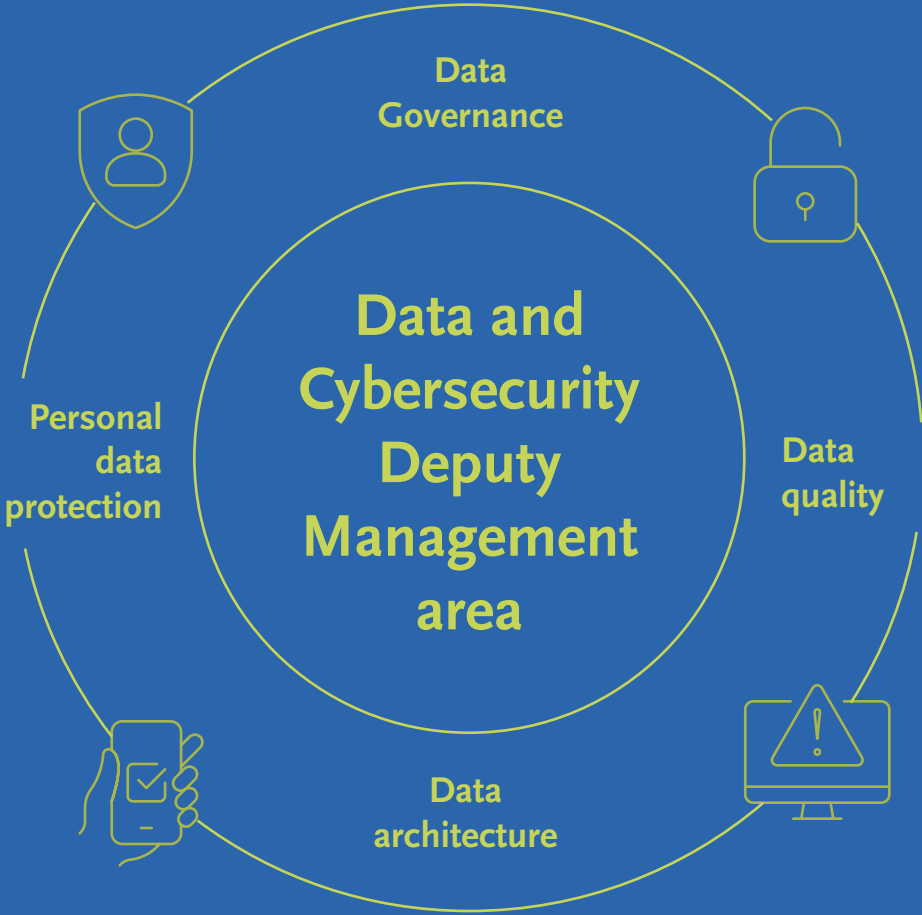 Data
Governance
Data and
Cybersecurity
Deputy
Management
area
Personal
data
protection
Data
quality
Data
architecture